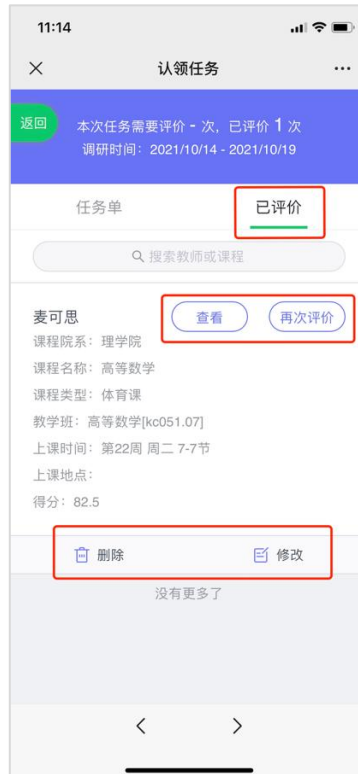 11:14
认领任务
返回
本次任务需要评价 - 次，已评价 1 次
调研时间：2021/10/14 - 2021/10/19
任务单
已评价
搜索教师或课程
麦可思
查看
再次评价
课程院系：理学院
课程名称：高等数学
课程类型：体育课
教学班：高等数学[kc051.07]
上课时间：第22周 周二 7-7节
上课地点：
得分：82.5
删除
修改
没有更多了